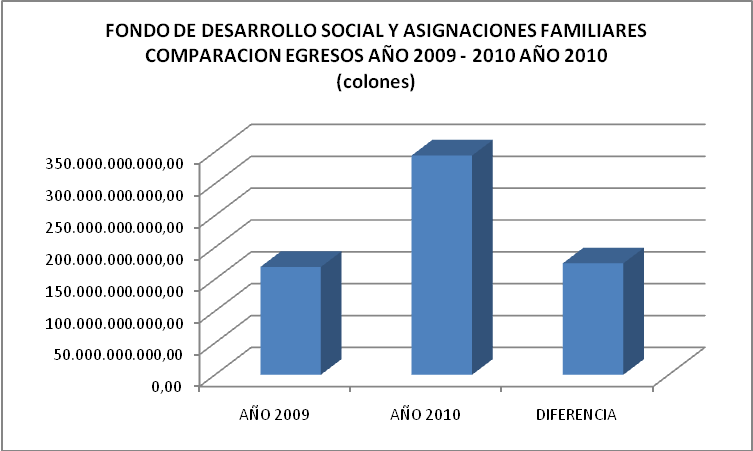 FONDO DE DESARROLLO SOCIAL Y ASIGNACIONES FAMILIARES
COMPARACION EGRESOS AÑO 2009 - 2010 AÑO 2010
(colones)
350.000.000.000,00
300.000.000.000,00
250.000.000.000,00
200.000.000.000,00
150.000.000.000,00
100.000.000.000,00
50.000.000.000,00
0,00
AÑO 2009 AÑO 2010 DIFERENCIA